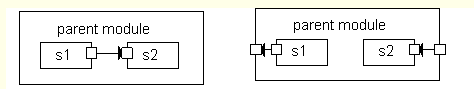 parent module
s1 s2
parent module
s1 s2